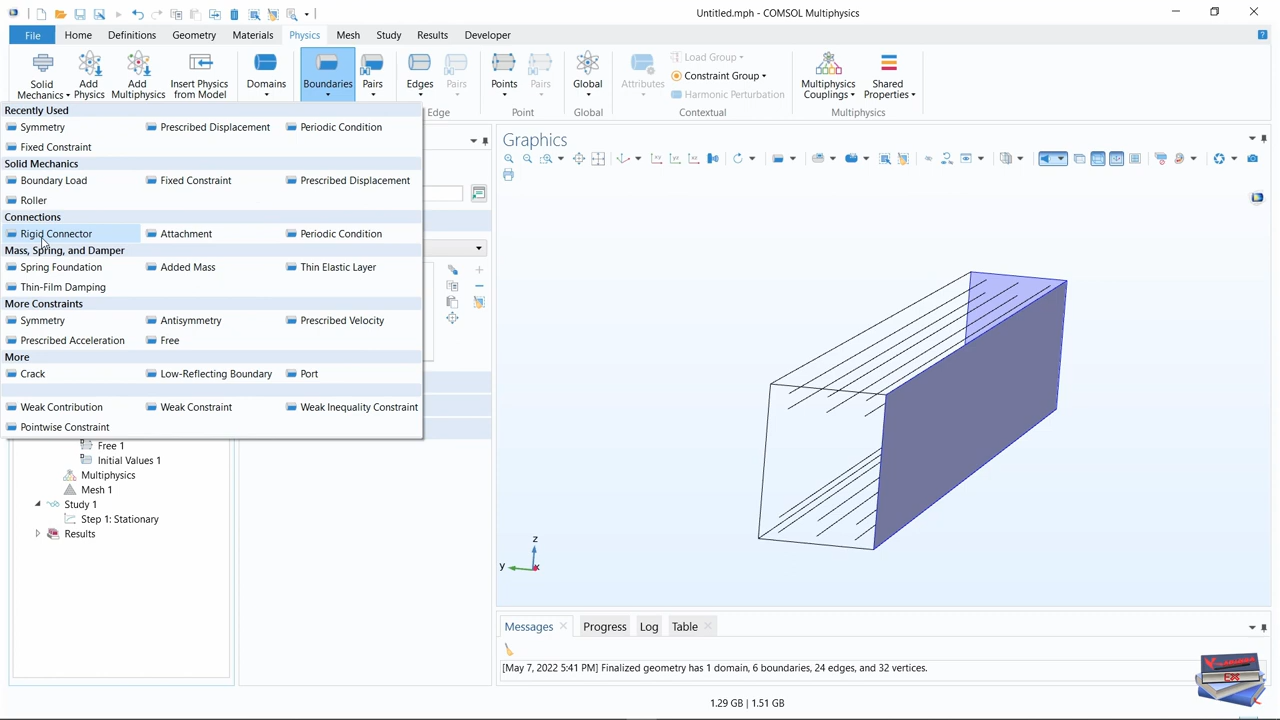 Untitled.mph - COMSOL Multiphysics
File Home Definitions Geometry Materials Physics Mesh Study Results Developer
Solid Mechanics
Add Physics
Add Multiphysics
Insert Physics from Model
Domains
Boundaries
Pairs
Edges
Pairs
Points
Pairs
Global
Attributes
Load Group
Constraint Group
Harmonic Perturbation
Multiphysics Couplings
Shared Properties
Edge Point Global Contextual Multiphysics
Recently Used
Symmetry Prescribed Displacement Periodic Condition
Fixed Constraint
Solid Mechanics
Boundary Load Fixed Constraint Prescribed Displacement
Roller
Connections
Rigid Connector Attachment Periodic Condition
Mass, Spring, and Damper
Spring Foundation Added Mass Thin Elastic Layer
Thin-Film Damping
More Constraints
Symmetry Antisymmetry Prescribed Velocity
Prescribed Acceleration Free
More
Crack Low-Reflecting Boundary Port
Weak Contribution Weak Constraint Weak Inequality Constraint
Pointwise Constraint
Free 1
Initial Values 1
Multiphysics
Mesh 1
Study 1
Step 1: Stationary
Results
Graphics
z
y x
Messages Progress Log Table
[May 7, 2022 5:41 PM] Finalized geometry has 1 domain, 6 boundaries, 24 edges, and 32 vertices.
1.29 GB | 1.51 GB